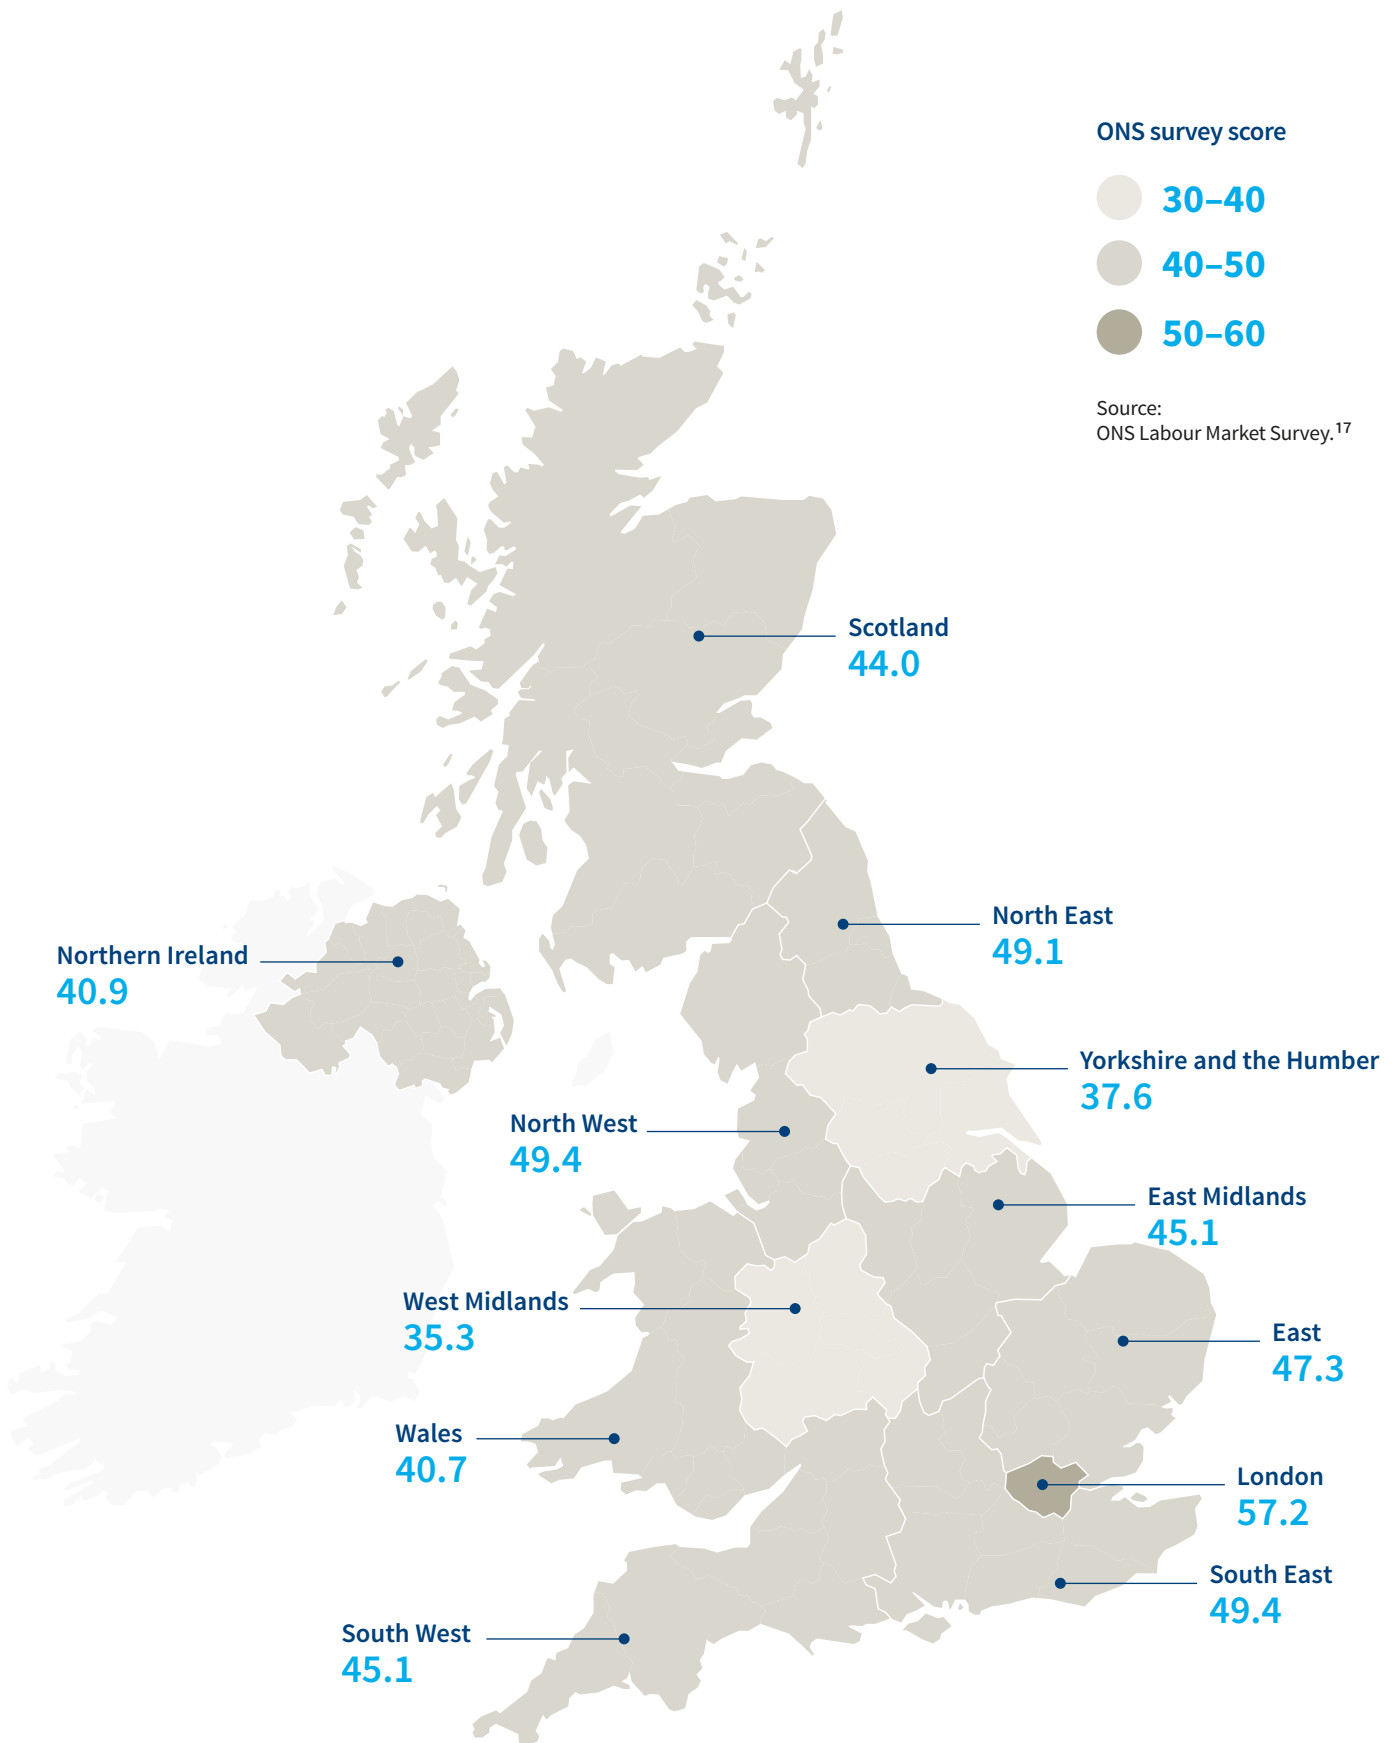 ONS survey score
30–40
40–50
50–60
Source:
ONS Labour Market Survey.17
Scotland
44.0
North East
49.1
Northern Ireland
40.9
Yorkshire and the Humber
37.6
North West
49.4
East Midlands
45.1
West Midlands
35.3
East
47.3
Wales
40.7
London
57.2
South East
49.4
South West
45.1